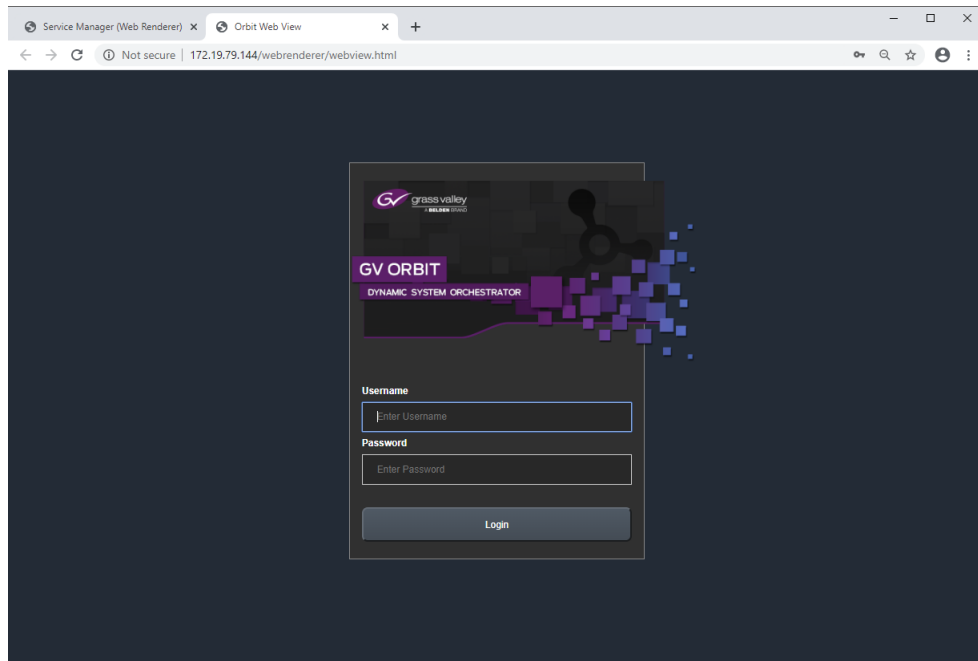 Service Manager (Web Renderer)
Orbit Web View
Not secure | 172.19.79.144/webrenderer/webview.html
GV grass valley
A BELDEN BRAND
GV ORBIT
DYNAMIC SYSTEM ORCHESTRATOR
Username
Enter Username
Password
Enter Password
Login